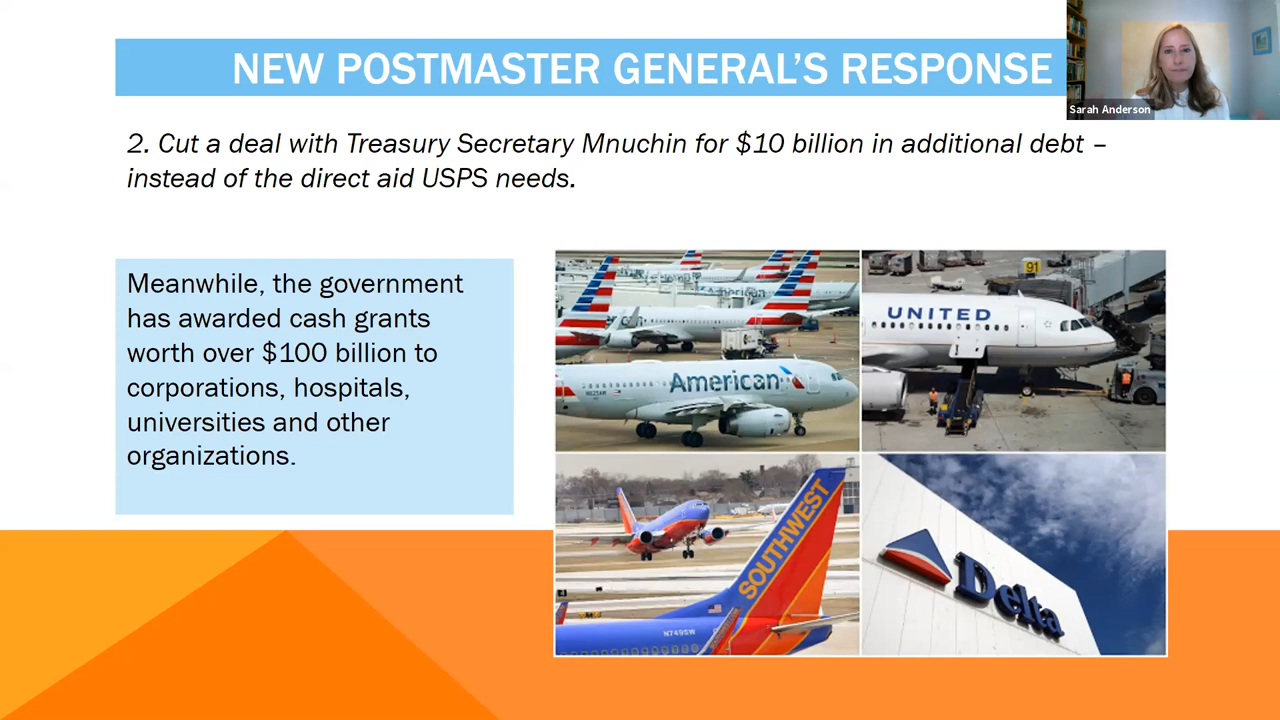 NEW POSTMASTER GENERAL'S RESPONSE
Sarah Anderson
2. Cut a deal with Treasury Secretary Mnuchin for $10 billion in additional debt –
instead of the direct aid USPS needs.
Meanwhile, the government
has awarded cash grants
worth over $100 billion to
corporations, hospitals,
universities and other
organizations.
American
American
UNITED
91
SOUTHWEST
N749SW
Delta